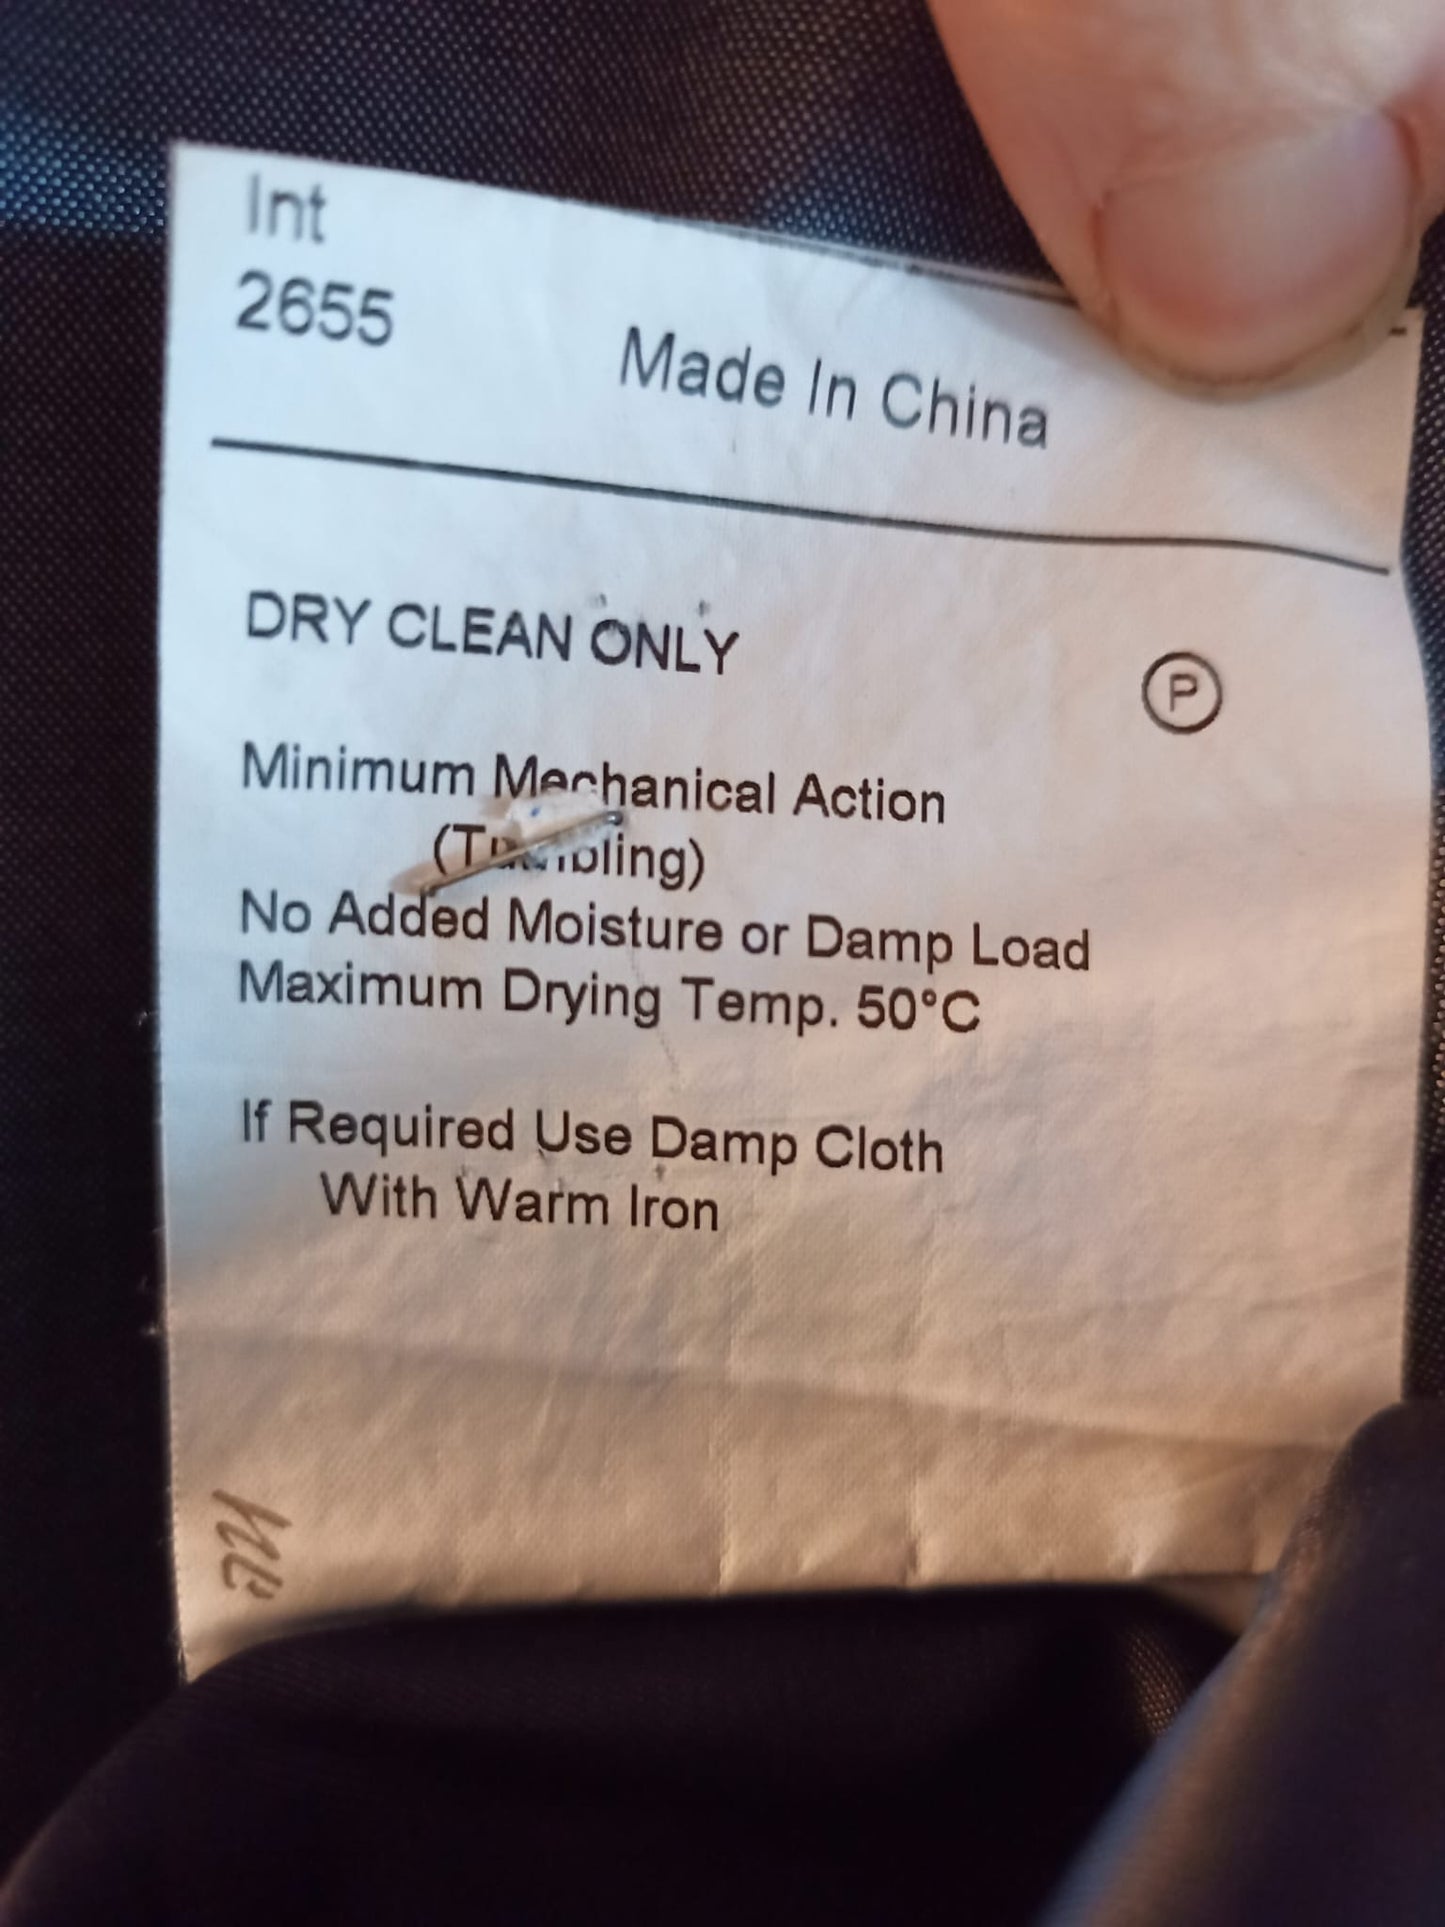 Int
2655
Made In China
DRY CLEAN ONLY
P
Minimum Mechanical Action
(Tumbling)
No Added Moisture or Damp Load
Maximum Drying Temp. 50°C
If Required Use Damp Cloth
With Warm Iron